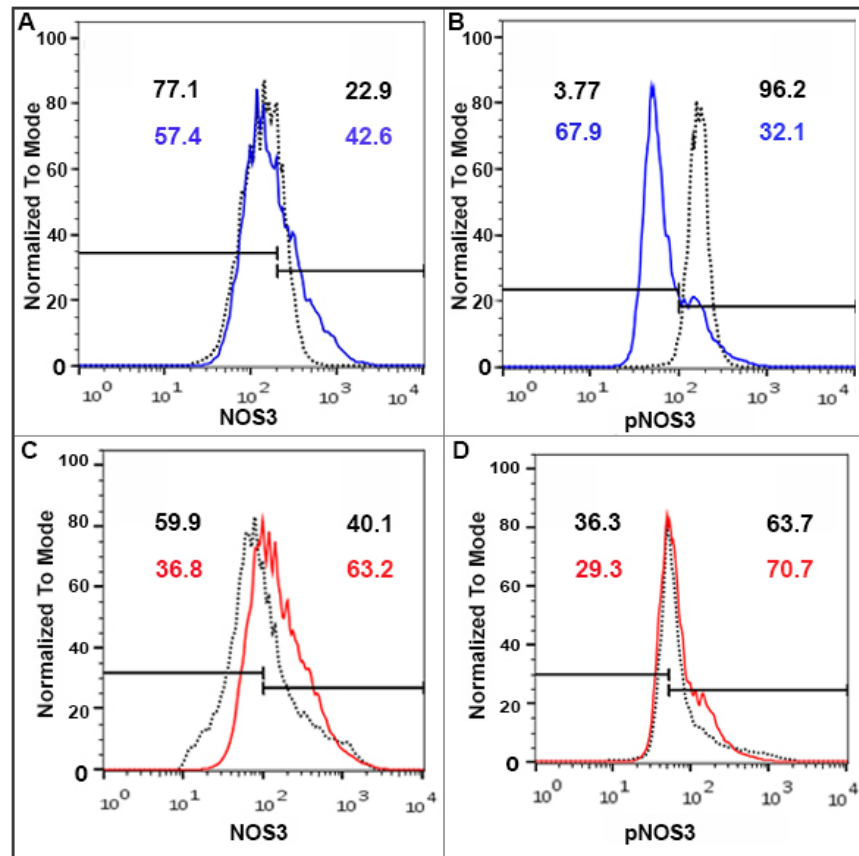 A
Normalized To Mode
100
80
60
40
20
0
77.1 22.9
57.4 42.6
10^0 10^1 10^2 10^3 10^4
NOS3
B
Normalized To Mode
100
80
60
40
20
0
3.77 96.2
67.9 32.1
10^0 10^1 10^2 10^3 10^4
pNOS3
C
Normalized To Mode
100
80
60
40
20
0
59.9 40.1
36.8 63.2
10^0 10^1 10^2 10^3 10^4
NOS3
D
Normalized To Mode
100
80
60
40
20
0
36.3 63.7
29.3 70.7
10^0 10^1 10^2 10^3 10^4
pNOS3